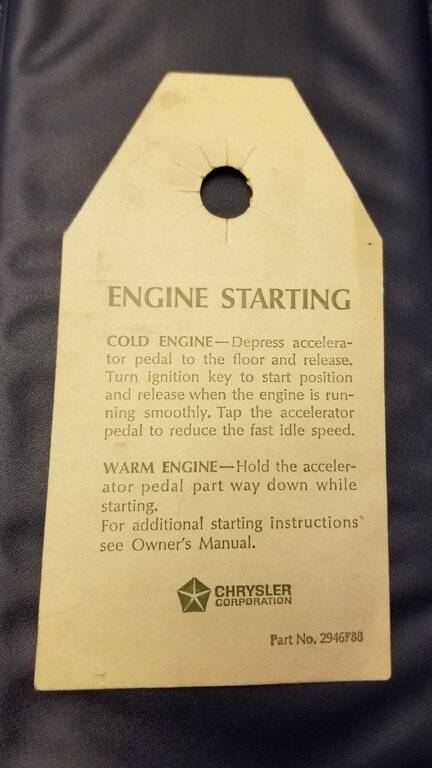 ENGINE STARTING
COLD ENGINE—Depress accelera-
tor pedal to the floor and release.
Turn ignition key to start position
and release when the engine is run-
ning smoothly. Tap the accelerator
pedal to reduce the fast idle speed.
WARM ENGINE—Hold the acceler-
ator pedal part way down while
starting.
For additional starting instructions
see Owner's Manual.
CHRYSLER
CORPORATION
Part No.